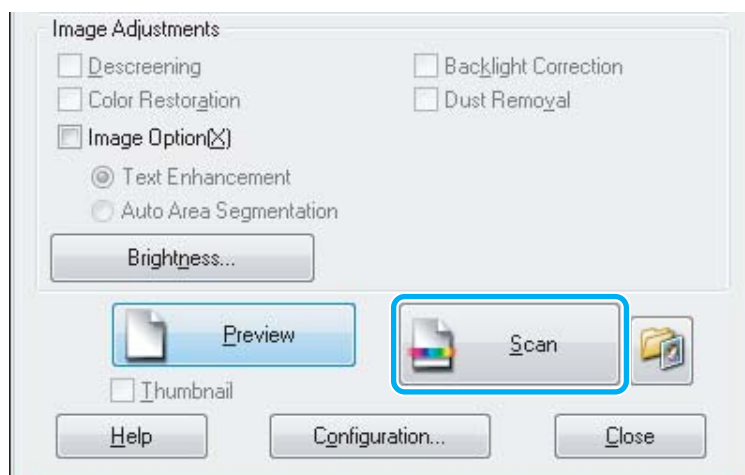 Image Adjustments
Descreening
Backlight Correction
Color Restoration
Dust Removal
Image Option(X)
Text Enhancement
Auto Area Segmentation
Brightness...
Preview
Scan
Thumbnail
Help
Configuration...
Close